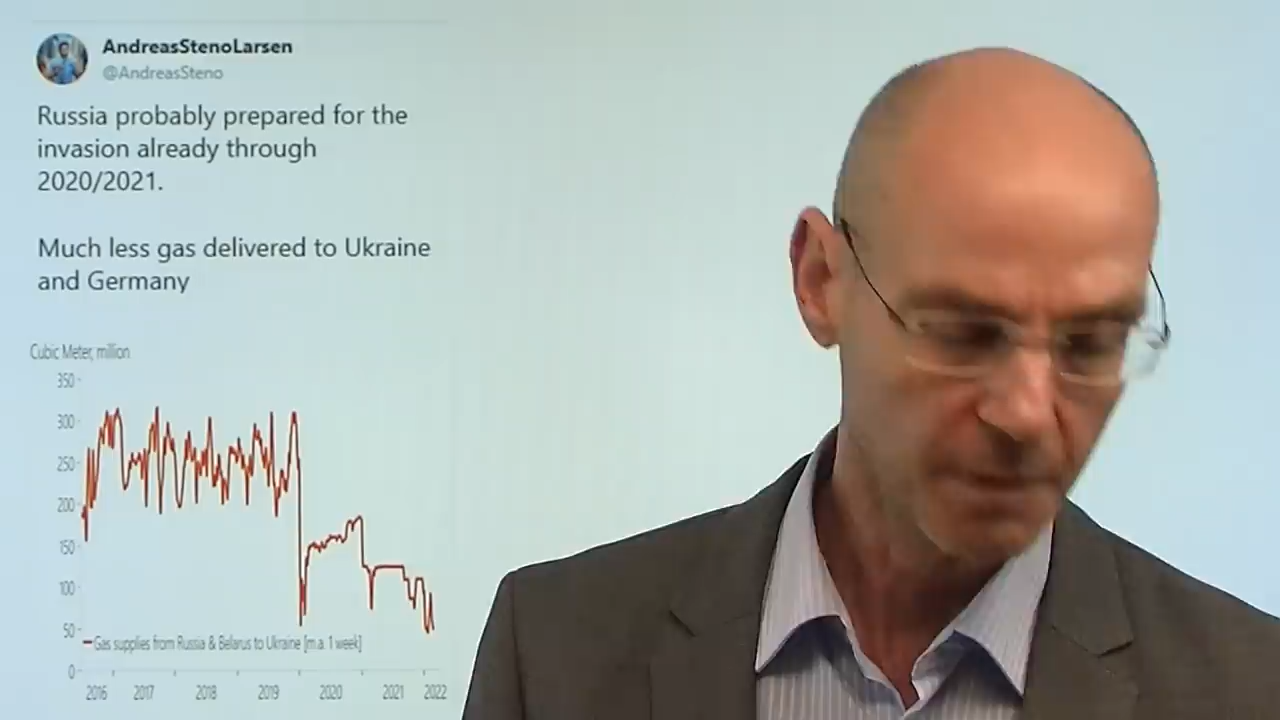 AndreasStenoLarsen
@AndreasSteno
Russia probably prepared for the
invasion already through
2020/2021.
Much less gas delivered to Ukraine
and Germany
Cubic Meter, million
350
300
250
200
150
100
50
0
Gas supplies from Russia & Belarus to Ukraine [m.a. 1 week]
2016 2017 2018 2019 2020 2021 2022